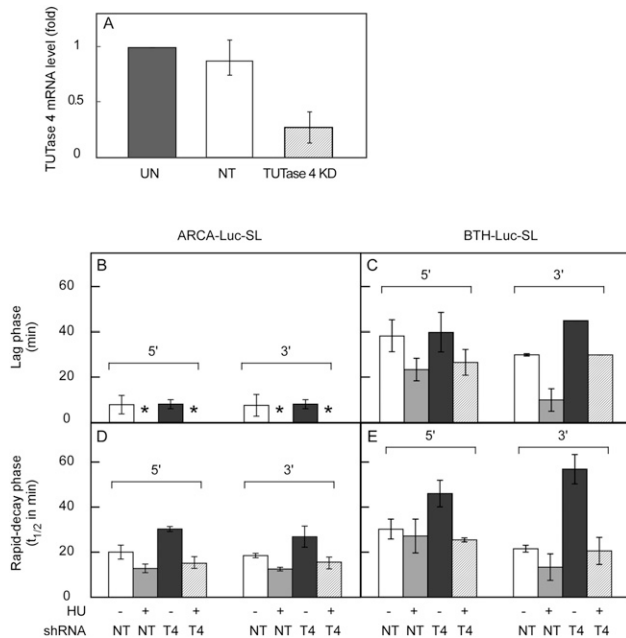 A
TUTase 4 mRNA level (fold)
1
0.5
0
UN NT TUTase 4 KD
ARCA-Luc-SL BTH-Luc-SL
B C
Lag phase
(min)
60
40
20
0
5' 3' 5' 3'
* * * *
D E
Rapid-decay phase
(t1/2 in min)
60
40
20
0
5' 3' 5' 3'
HU - + - + - + - + - + - + - + - +
shRNA NT NT T4 T4 NT NT T4 T4 NT NT T4 T4 NT NT T4 T4